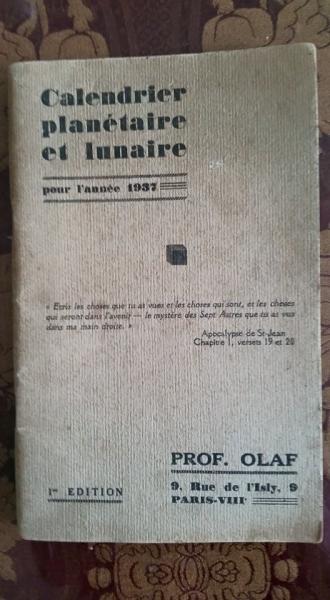 Calendrier
planétaire
et lunaire
pour l'année 1937
« Ecris les choses que tu as vues et les choses qui sont, et les choses
qui seront dans l'avenir — le mystère des Sept Astres que tu as vus
dans ma main droite. »
Apocalypse de St-Jean
Chapitre I, versets 19 et 20
PROF. OLAF
9, Rue de l'Isly, 9
PARIS-VIIIe
1re EDITION